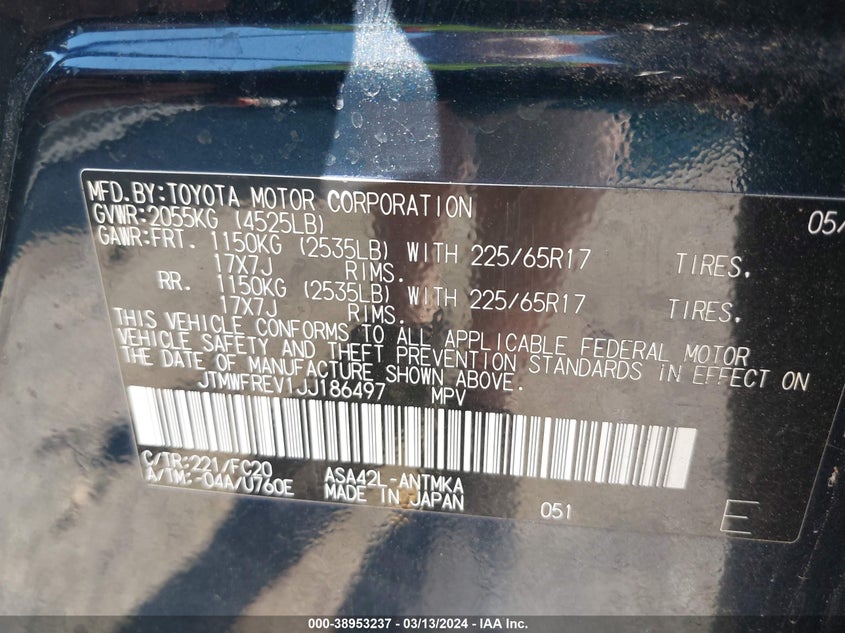 MFD.BY:TOYOTA MOTOR CORPORATION 05/
GVWR:2055KG (4525LB)
GAWR:FRT. 1150KG (2535LB) WITH 225/65R17 TIRES.
17X7J RIMS.
RR. 1150KG (2535LB) WITH 225/65R17 TIRES.
17X7J RIMS.
THIS VEHICLE CONFORMS TO ALL APPLICABLE FEDERAL MOTOR
VEHICLE SAFETY AND THEFT PREVENTION STANDARDS IN EFFECT ON
THE DATE OF MANUFACTURE SHOWN ABOVE.
JTMWFREV1JJ186497 MPV
C/TR:221/FC20 ASA42L-ANTMKA
A/TM:-04A/U760E MADE IN JAPAN 051 E
000-38953237 - 03/13/2024 - IAA Inc.